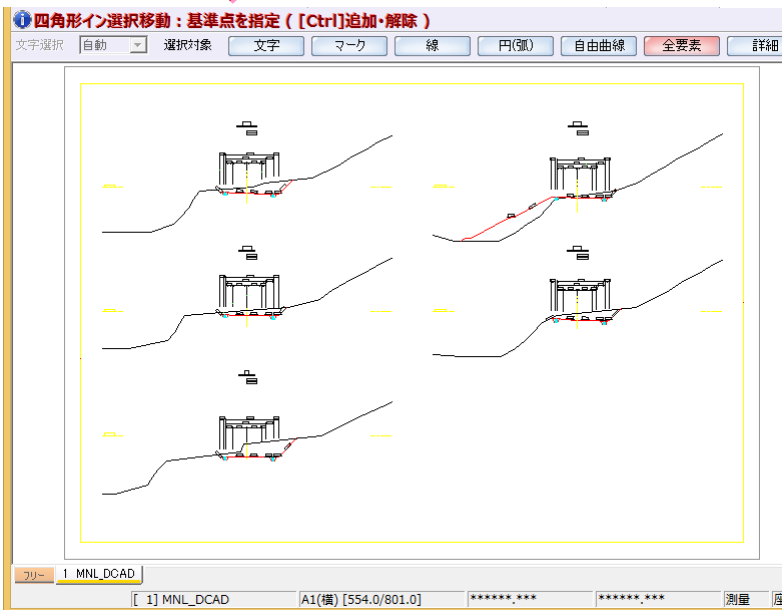 四角形イン選択移動：基準点を指定 ( [Ctrl]追加・解除 )
文字選択 自動 選択対象 文字 マーク 線 円(弧) 自由曲線 全要素 詳細
フリー 1 MNL_DCAD
[ 1] MNL_DCAD A1(横) [554.0/801.0] ******.*** ******.*** 測量